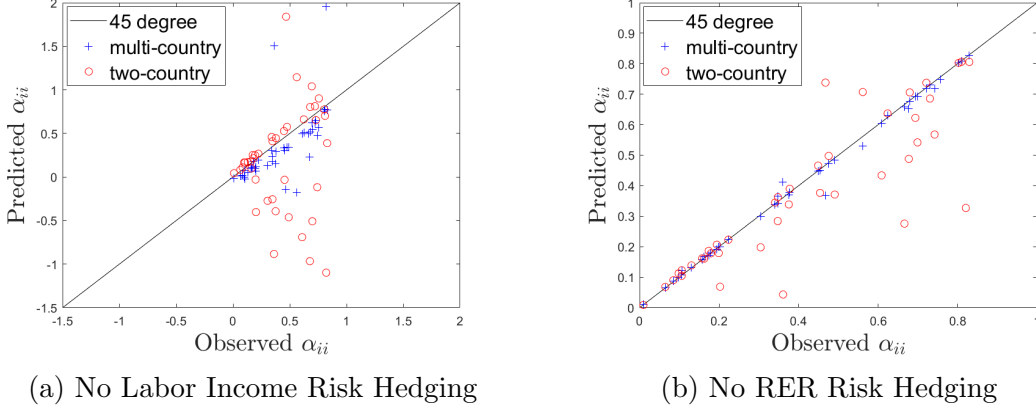 2
1.5
1
0.5
0
-0.5
-1
-1.5
-1.5 -1 -0.5 0 0.5 1 1.5 2
Predicted αii
Observed αii
45 degree
multi-country
two-country
(a) No Labor Income Risk Hedging
1
0.9
0.8
0.7
0.6
0.5
0.4
0.3
0.2
0.1
0
0 0.2 0.4 0.6 0.8 1
Predicted αii
Observed αii
45 degree
multi-country
two-country
(b) No RER Risk Hedging